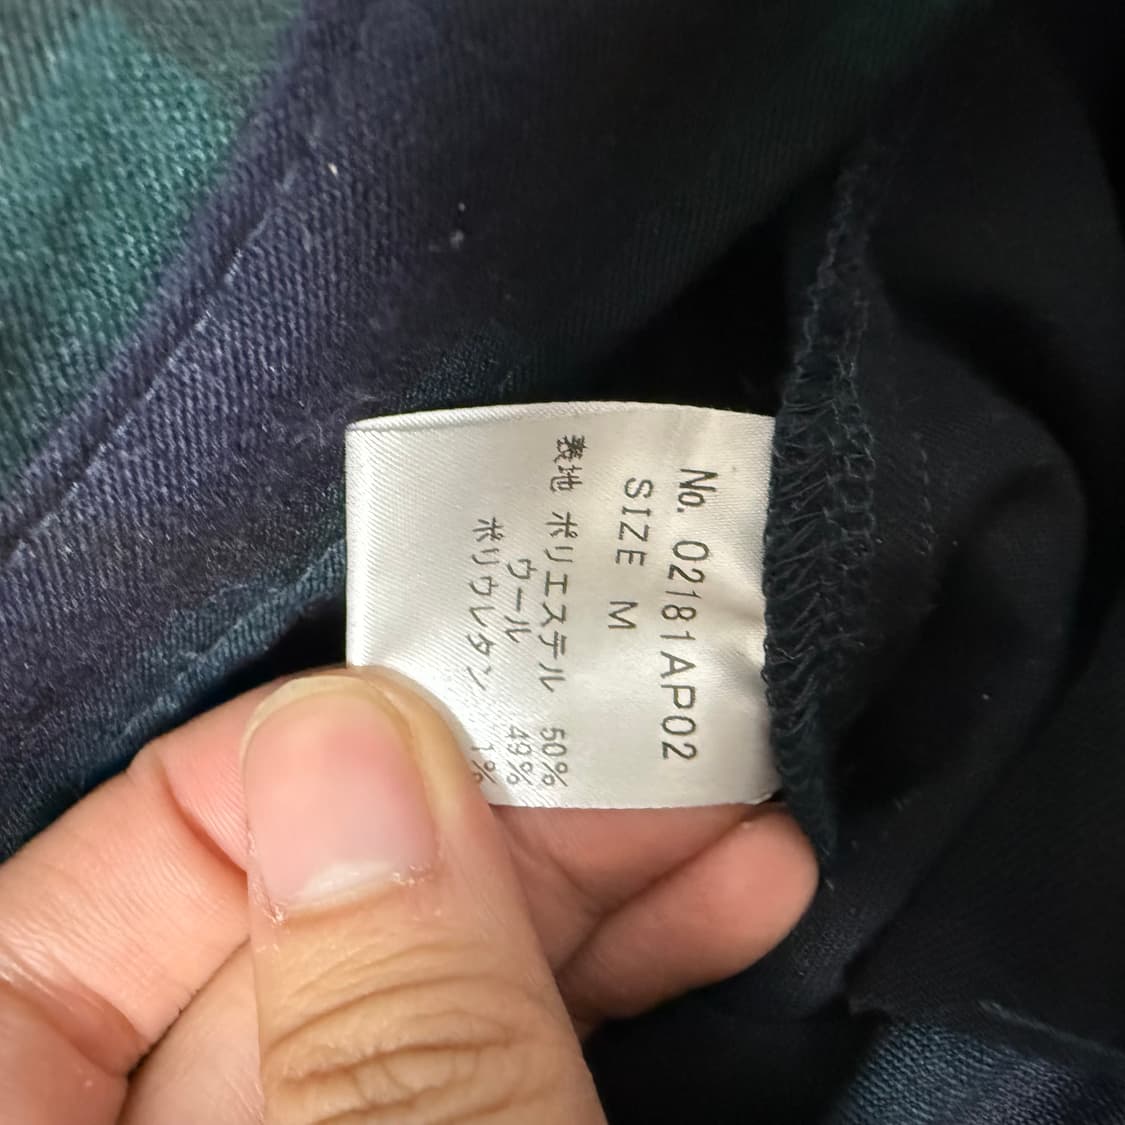 No. 02181AP02
SIZE M
表地 ポリエステル 50%
ウール 49%
ポリウレタン 1%